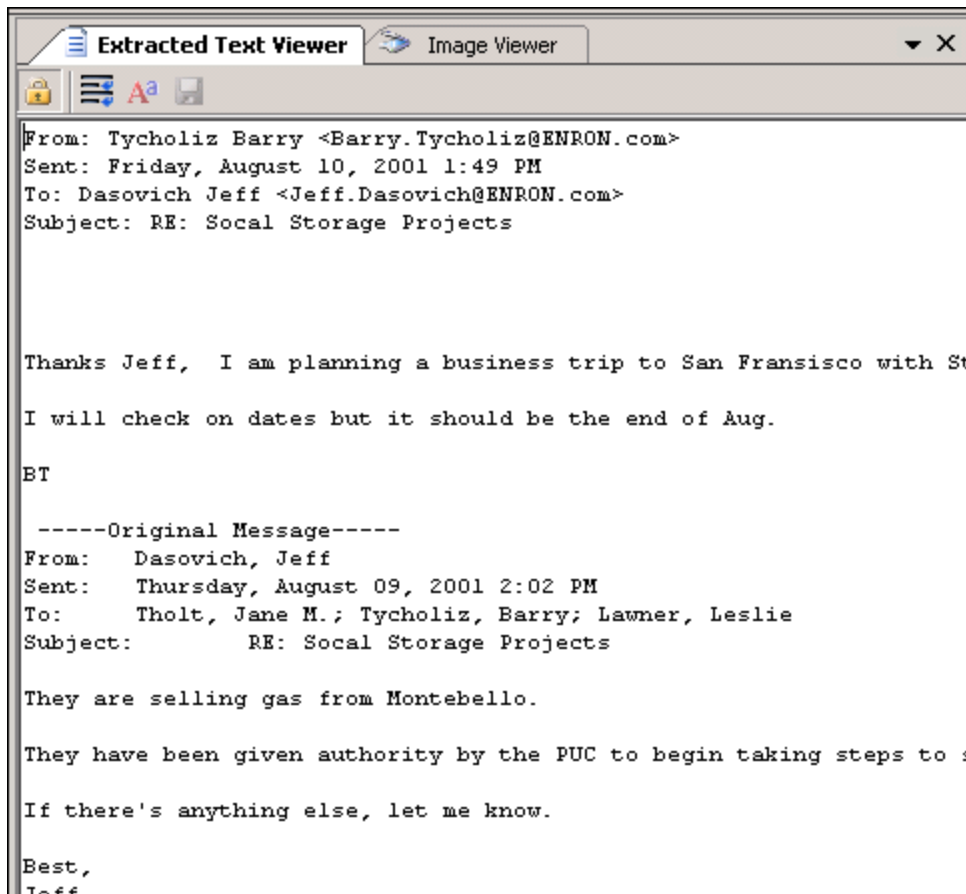 Extracted Text Viewer Image Viewer
Aa
From: Tycholiz Barry <Barry.Tycholiz@ENRON.com>
Sent: Friday, August 10, 2001 1:49 PM
To: Dasovich Jeff <Jeff.Dasovich@ENRON.com>
Subject: RE: Socal Storage Projects
Thanks Jeff,  I am planning a business trip to San Fransisco with
I will check on dates but it should be the end of Aug.
BT
-----Original Message-----
From:   Dasovich, Jeff
Sent:   Thursday, August 09, 2001 2:02 PM
To:     Tholt, Jane M.; Tycholiz, Barry; Lawner, Leslie
Subject:        RE: Socal Storage Projects
They are selling gas from Montebello.
They have been given authority by the PUC to begin taking steps to
If there's anything else, let me know.
Best,
Jeff